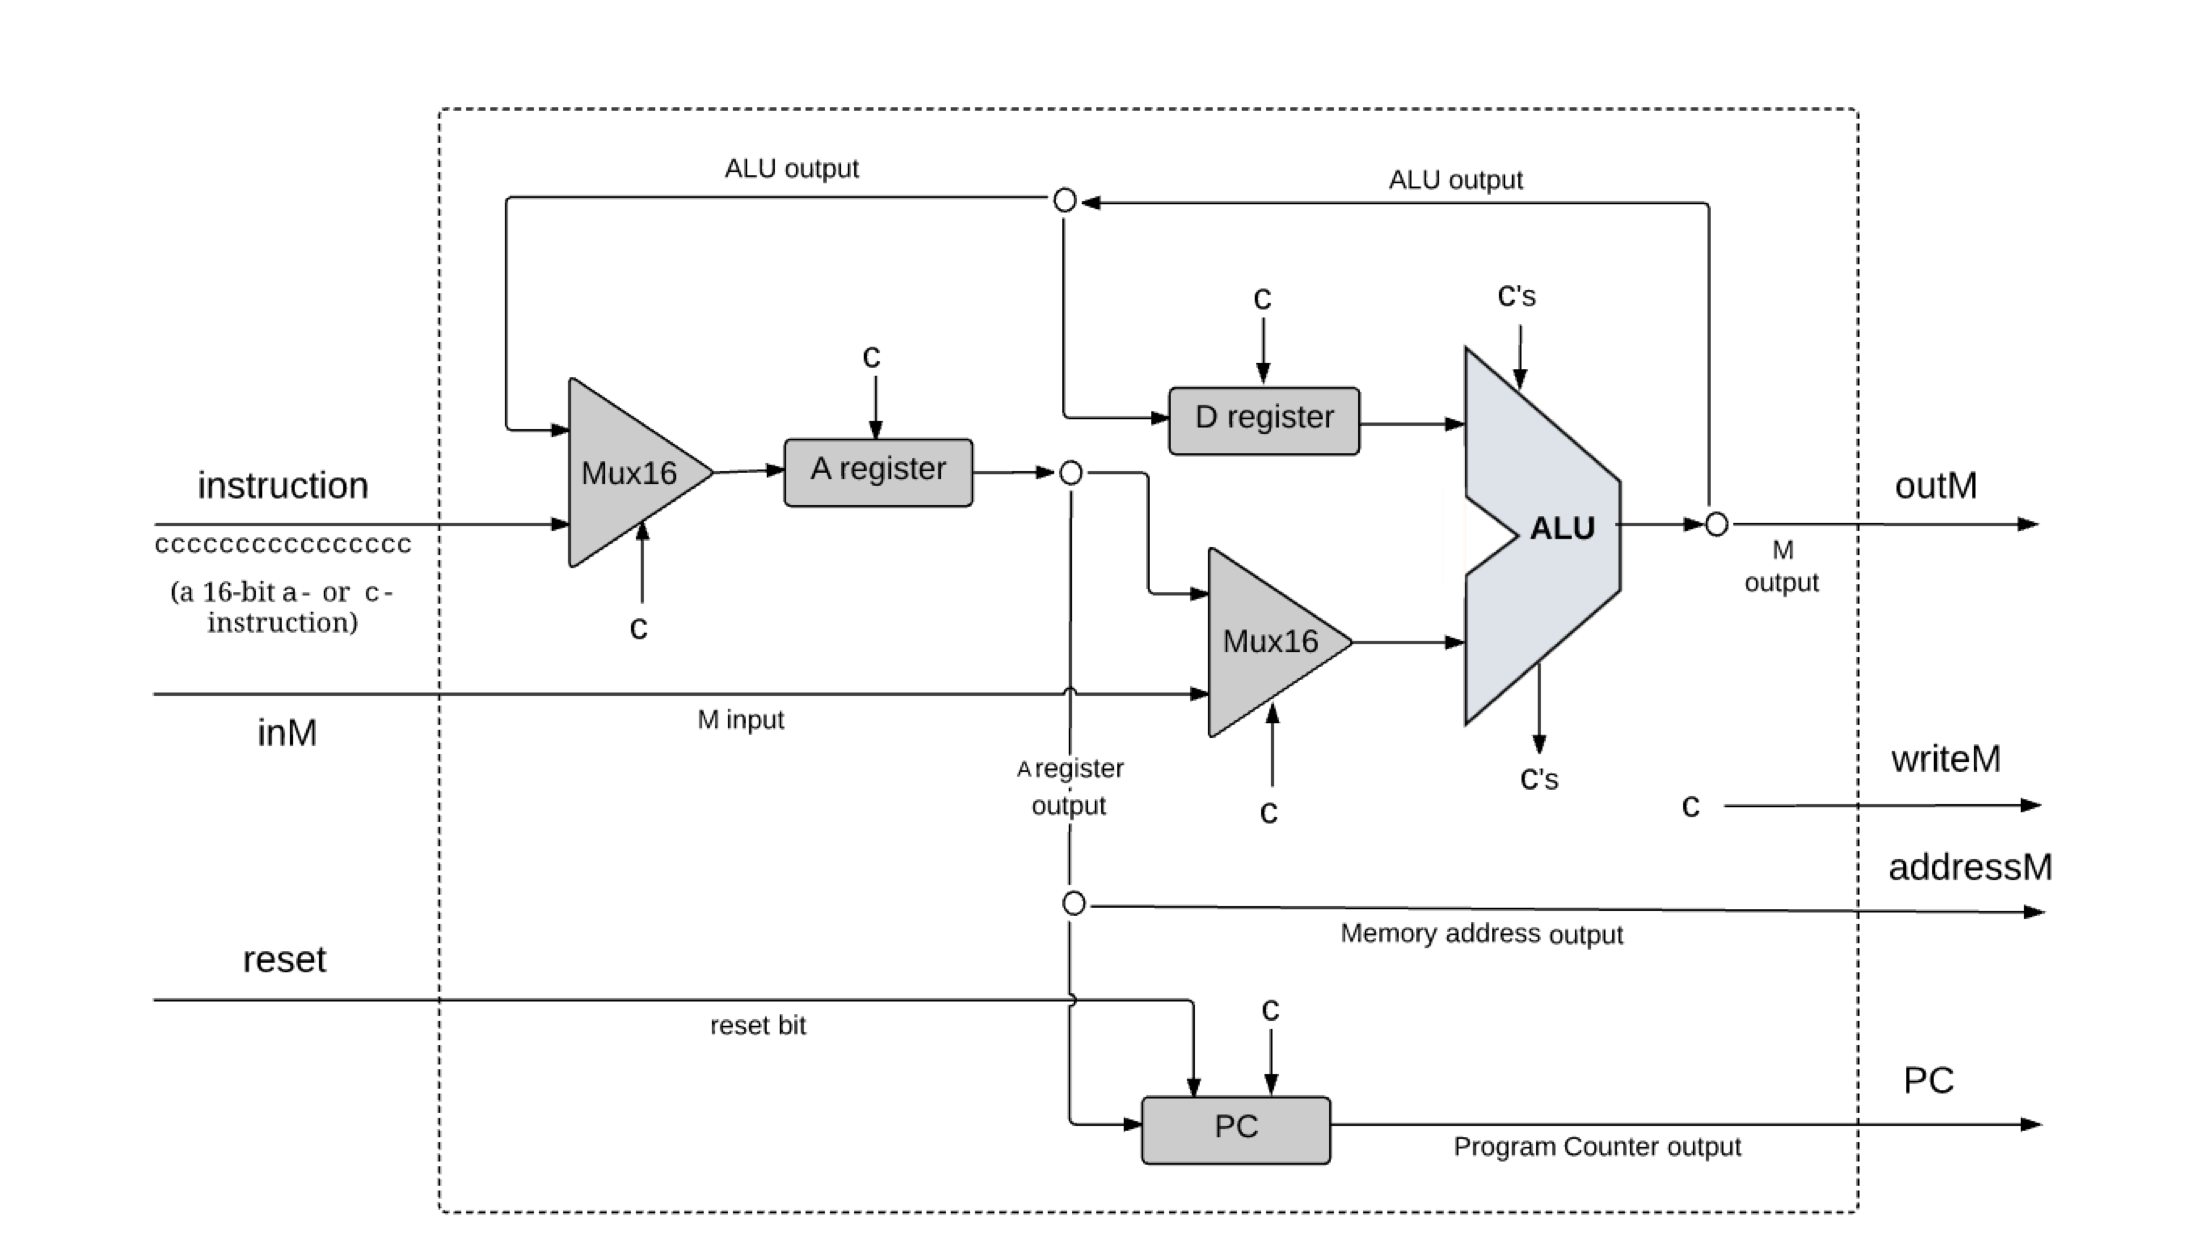 ALU output
ALU output
c
c's
c
D register
Mux16
A register
instruction
cccccccccccccccc
(a 16-bit a- or c-
instruction)
c
ALU
outM
M
output
Mux16
inM
M input
A register
output
c
c's
writeM
c
addressM
Memory address output
reset
reset bit
c
PC
PC
Program Counter output